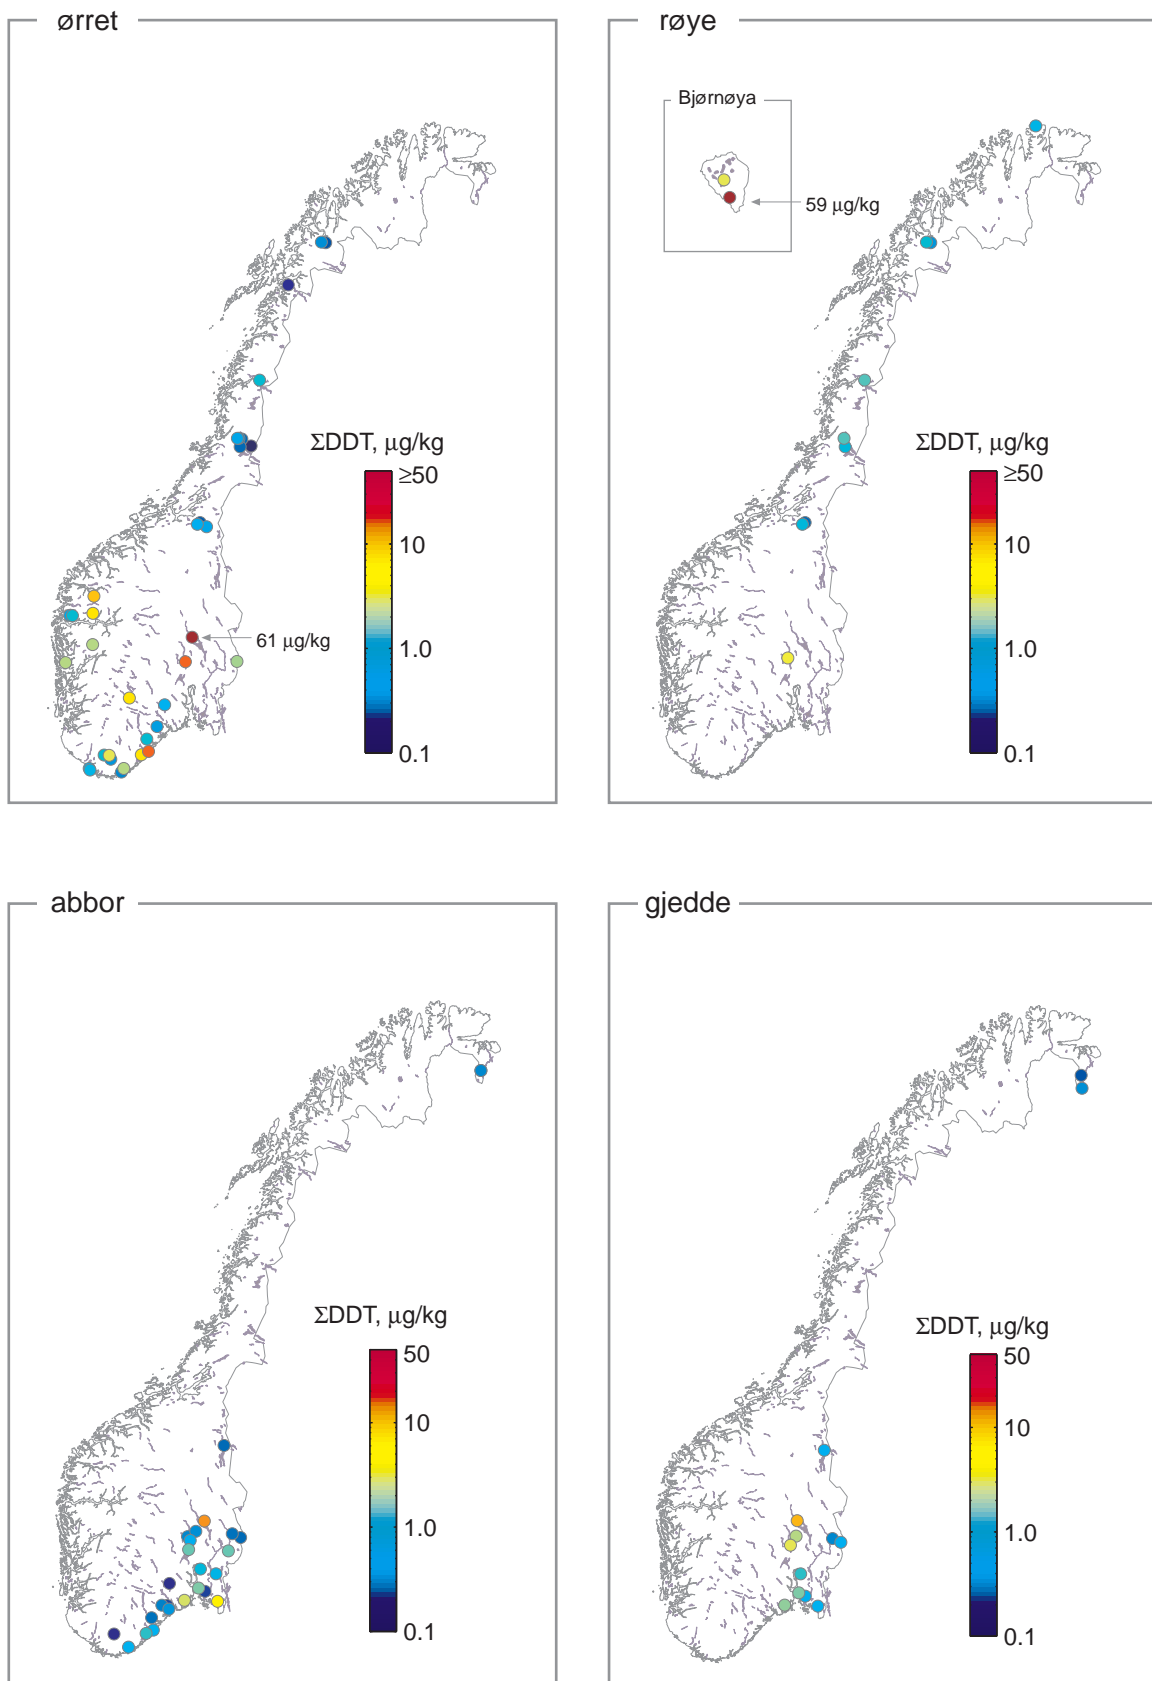 ørret
ΣDDT, μg/kg
≥50
10
1.0
0.1
61 μg/kg
røye
Bjørnøya
59 μg/kg
ΣDDT, μg/kg
≥50
10
1.0
0.1
abbor
ΣDDT, μg/kg
50
10
1.0
0.1
gjedde
ΣDDT, μg/kg
50
10
1.0
0.1